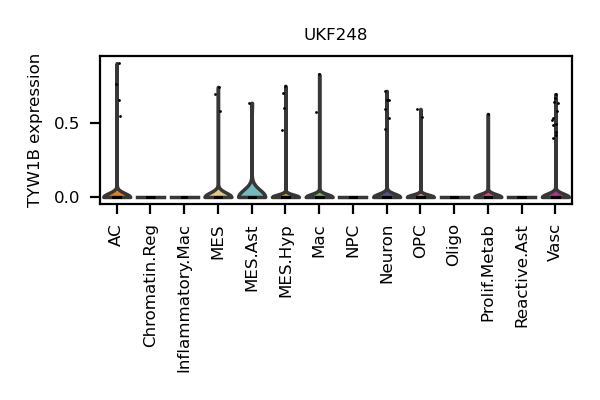 UKF248
TYW1B expression
0.5
0.0
AC
Chromatin.Reg
Inflammatory.Mac
MES
MES.Ast
MES.Hyp
Mac
NPC
Neuron
OPC
Oligo
Prolif.Metab
Reactive.Ast
Vasc